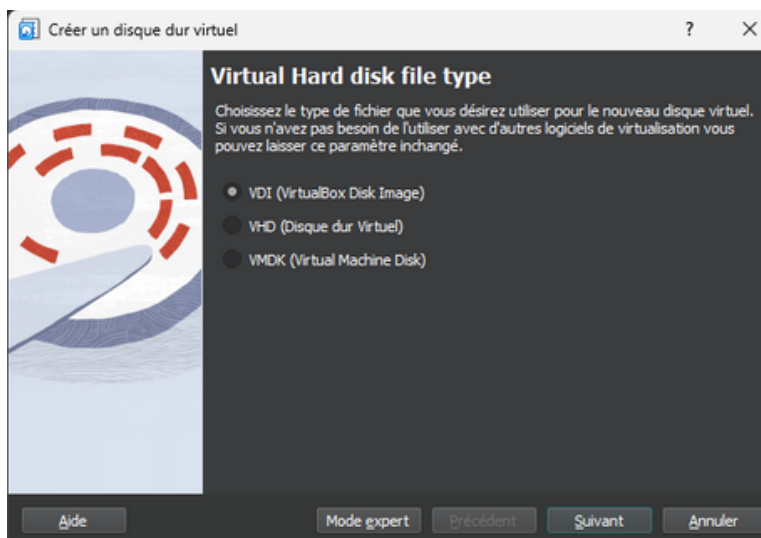 Créer un disque dur virtuel
?
Virtual Hard disk file type
Choisissez le type de fichier que vous désirez utiliser pour le nouveau disque virtuel.
Si vous n'avez pas besoin de l'utiliser avec d'autres logiciels de virtualisation vous
pouvez laisser ce paramètre inchangé.
VDI (VirtualBox Disk Image)
VHD (Disque dur Virtuel)
VMDK (Virtual Machine Disk)
Aide
Mode expert
Précédent
Suivant
Annuler